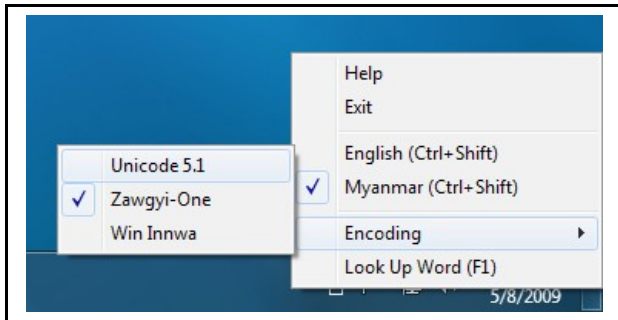 Help
Exit
English (Ctrl+Shift)
Myanmar (Ctrl+Shift)
Encoding
Look Up Word (F1)
Unicode 5.1
Zawgyi-One
Win Innwa
5/8/2009